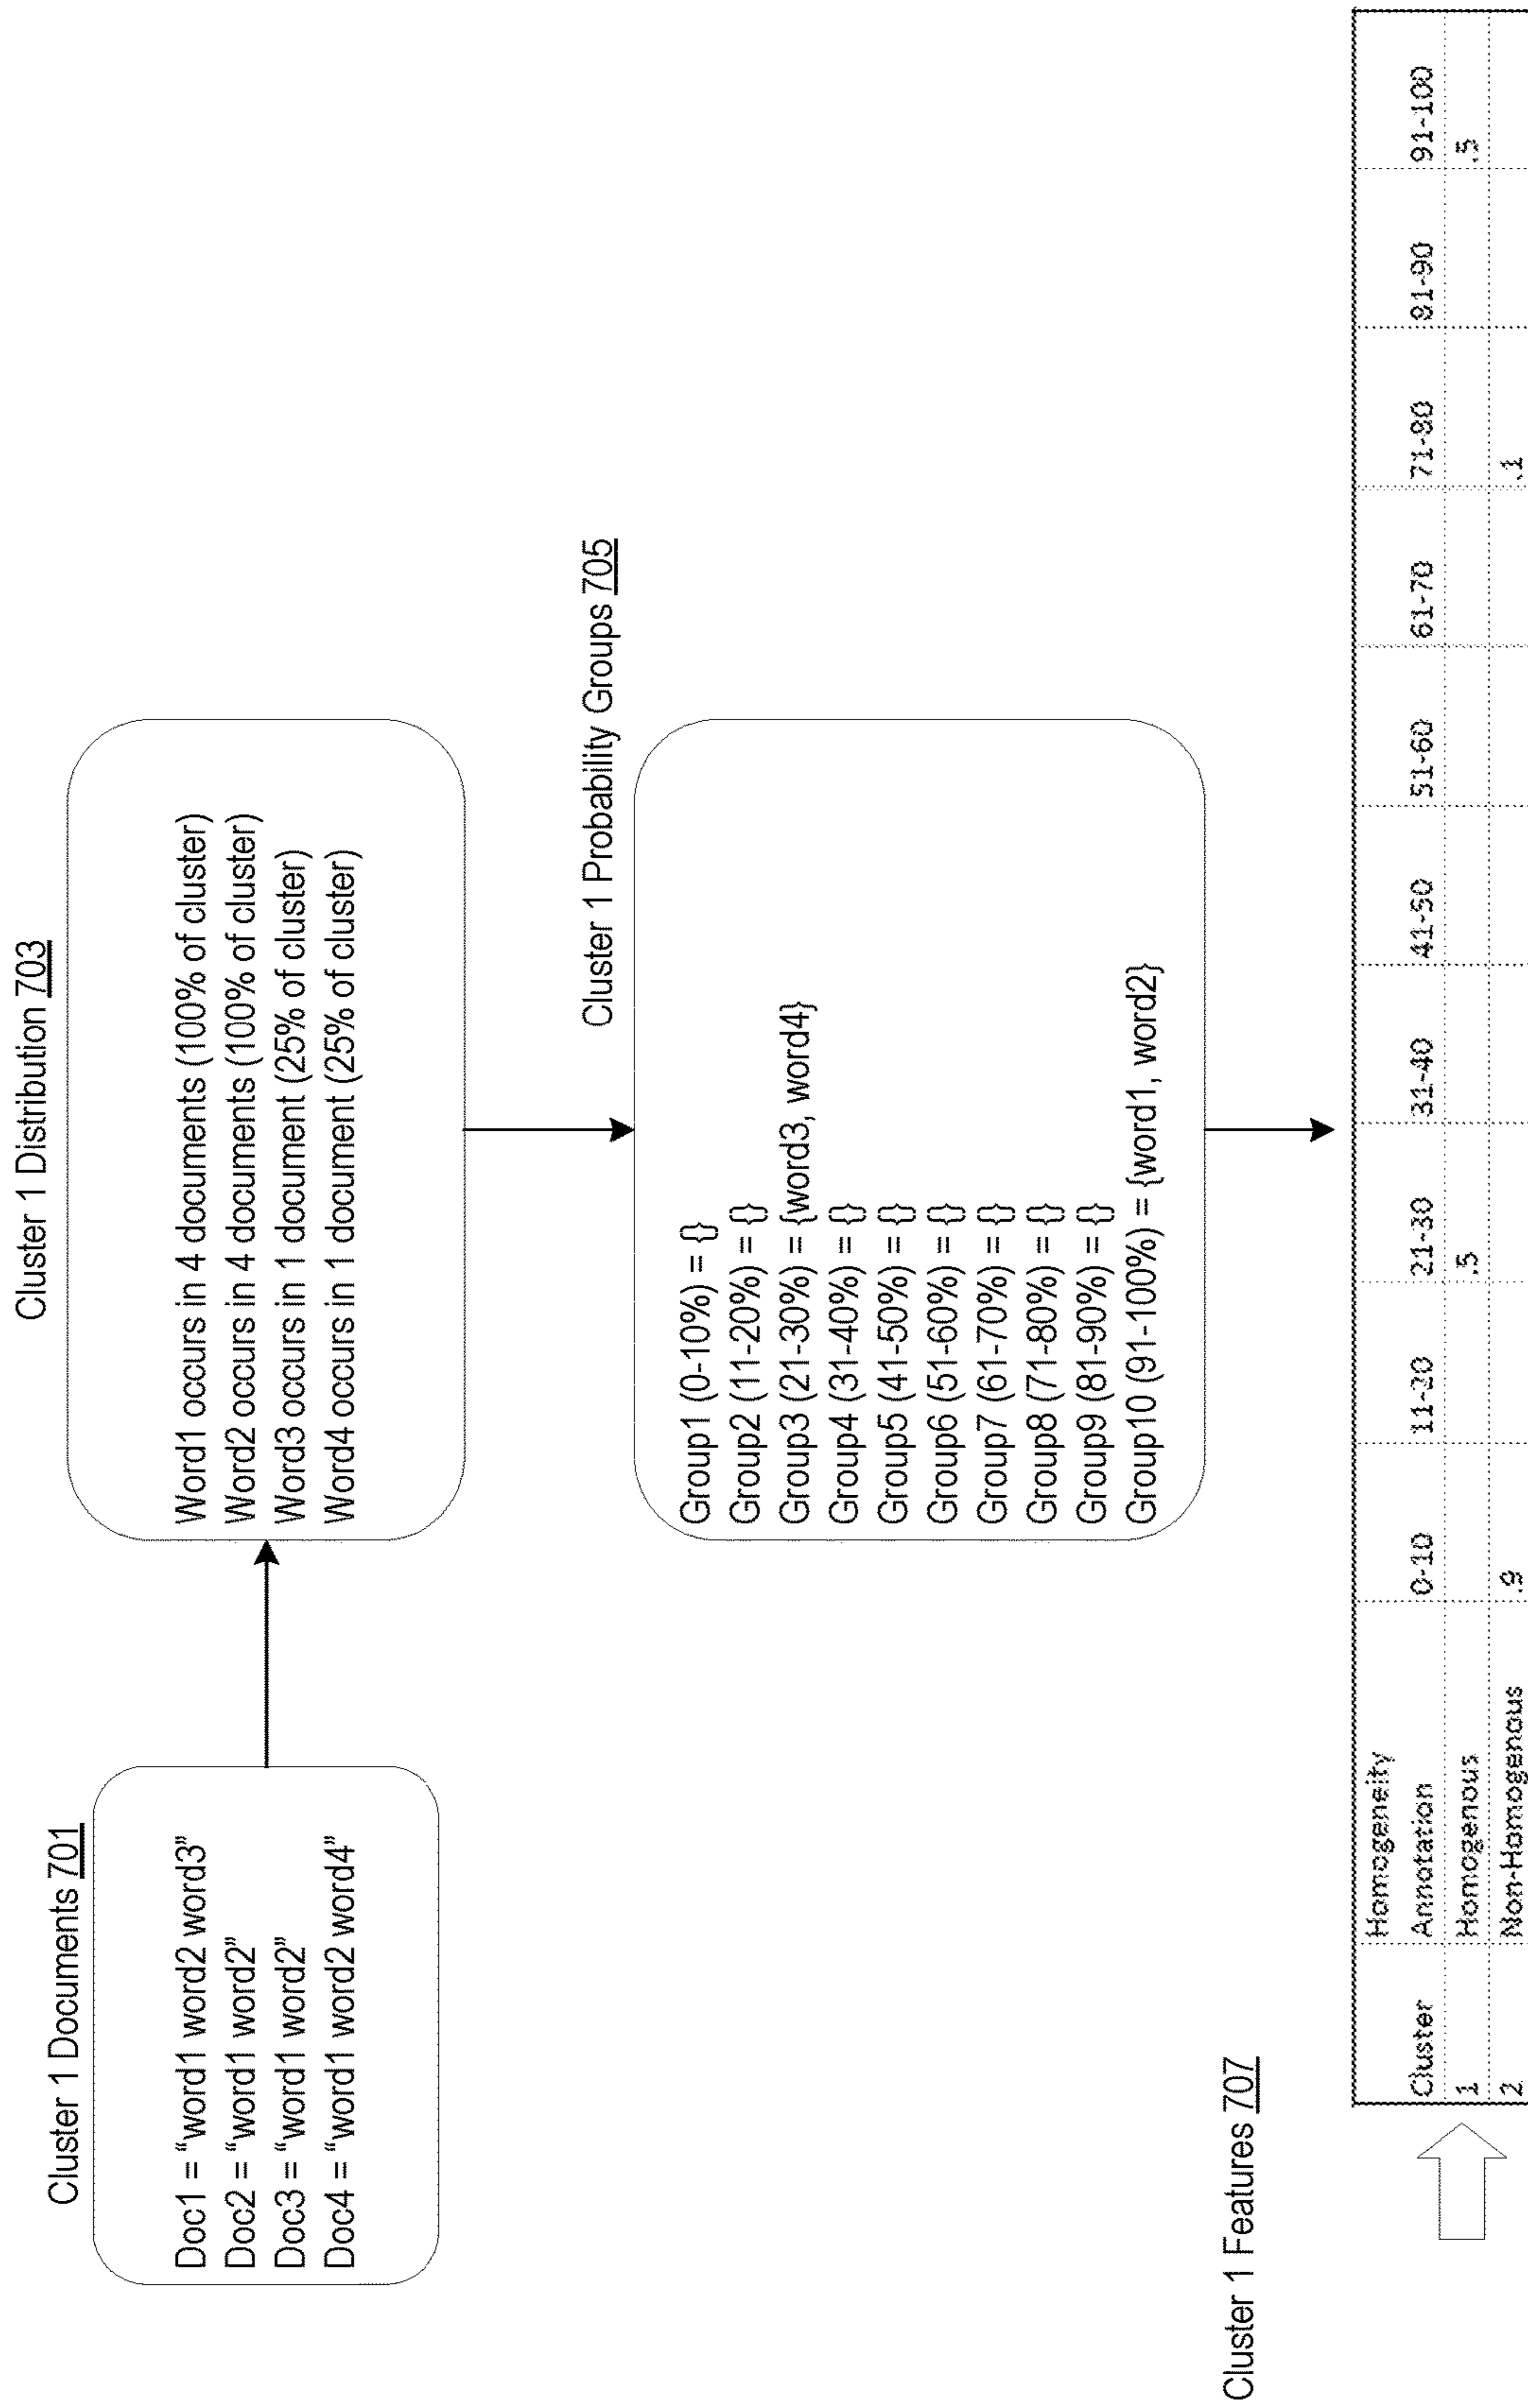 Cluster 1 Documents 701
Doc1 = “word1 word2 word3”
Doc2 = “word1 word2”
Doc3 = “word1 word2”
Doc4 = “word1 word2 word4”
Cluster 1 Distribution 703
Word1 occurs in 4 documents (100% of cluster)
Word2 occurs in 4 documents (100% of cluster)
Word3 occurs in 1 document (25% of cluster)
Word4 occurs in 1 document (25% of cluster)
Cluster 1 Probability Groups 705
Group1 (0-10%) = {}
Group2 (11-20%) = {}
Group3 (21-30%) = {word3, word4}
Group4 (31-40%) = {}
Group5 (41-50%) = {}
Group6 (51-60%) = {}
Group7 (61-70%) = {}
Group8 (71-80%) = {}
Group9 (81-90%) = {}
Group10 (91-100%) = {word1, word2}
Cluster 1 Features 707
Homogeneity
Cluster Annotation 0-10 11-20 21-30 31-40 41-50 51-60 61-70 71-80 81-90 91-100
1 Homogenous .5 .5
2 Non-Homogenous .9 .1